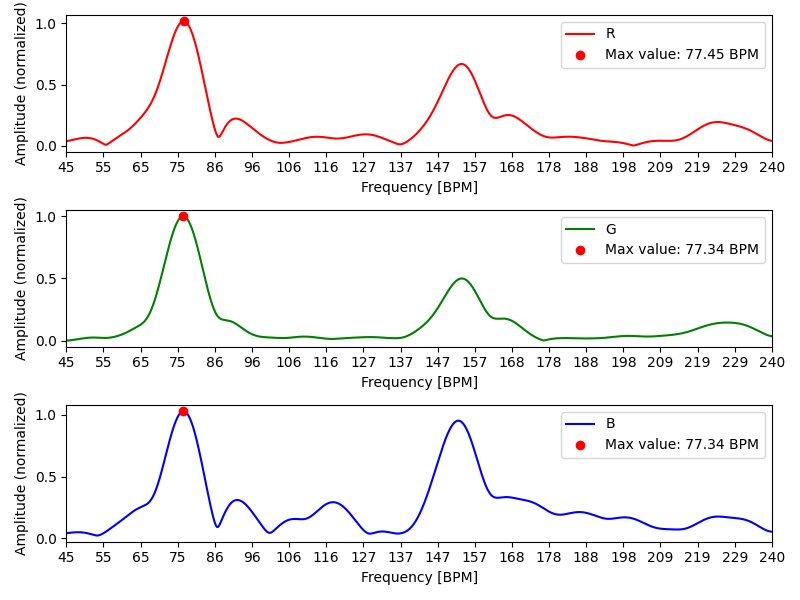 Amplitude (normalized)
1.0
0.5
0.0
R
Max value: 77.45 BPM
45 55 65 75 86 96 106 116 127 137 147 157 168 178 188 198 209 219 229 240
Frequency [BPM]
Amplitude (normalized)
1.0
0.5
0.0
G
Max value: 77.34 BPM
45 55 65 75 86 96 106 116 127 137 147 157 168 178 188 198 209 219 229 240
Frequency [BPM]
Amplitude (normalized)
1.0
0.5
0.0
B
Max value: 77.34 BPM
45 55 65 75 86 96 106 116 127 137 147 157 168 178 188 198 209 219 229 240
Frequency [BPM]